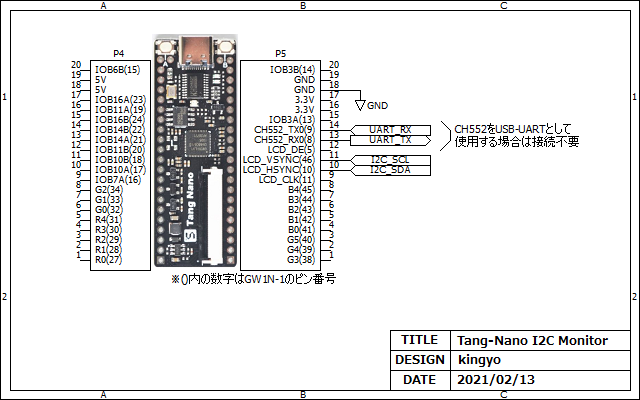 A B C
P4
20 IOB6B(15)
19 5V
18 5V
17 IOB16A(23)
16 IOB11A(19)
15 IOB16B(24)
14 IOB14B(22)
13 IOB14A(21)
12 IOB11B(20)
11 IOB10B(18)
10 IOB10A(17)
9 IOB7A(16)
8 G2(34)
7 G1(33)
6 G0(32)
5 R4(31)
4 R3(30)
3 R2(29)
2 R1(28)
1 R0(27)
S Tang Nano
P5
IOB3B(14) 20
GND 19
GND 18
3.3V 17
3.3V 16
IOB3A(13) 15
CH552_TX0(9) 14 UART_RX
CH552_RX0(8) 13 UART_TX
LCD_DE(5) 12
LCD_VSYNC(46) 11 I2C_SCL
LCD_HSYNC(10) 10 I2C_SDA
LCD_CLK(11) 9
B4(45) 8
B3(44) 7
B2(43) 6
B1(42) 5
B0(41) 4
G5(40) 3
G4(39) 2
G3(38) 1
GND
CH552をUSB-UARTとして
使用する場合は接続不要
※()内の数字はGW1N-1のピン番号
1 1
2 2
TITLE Tang-Nano I2C Monitor
DESIGN kingyo
DATE 2021/02/13
A B C